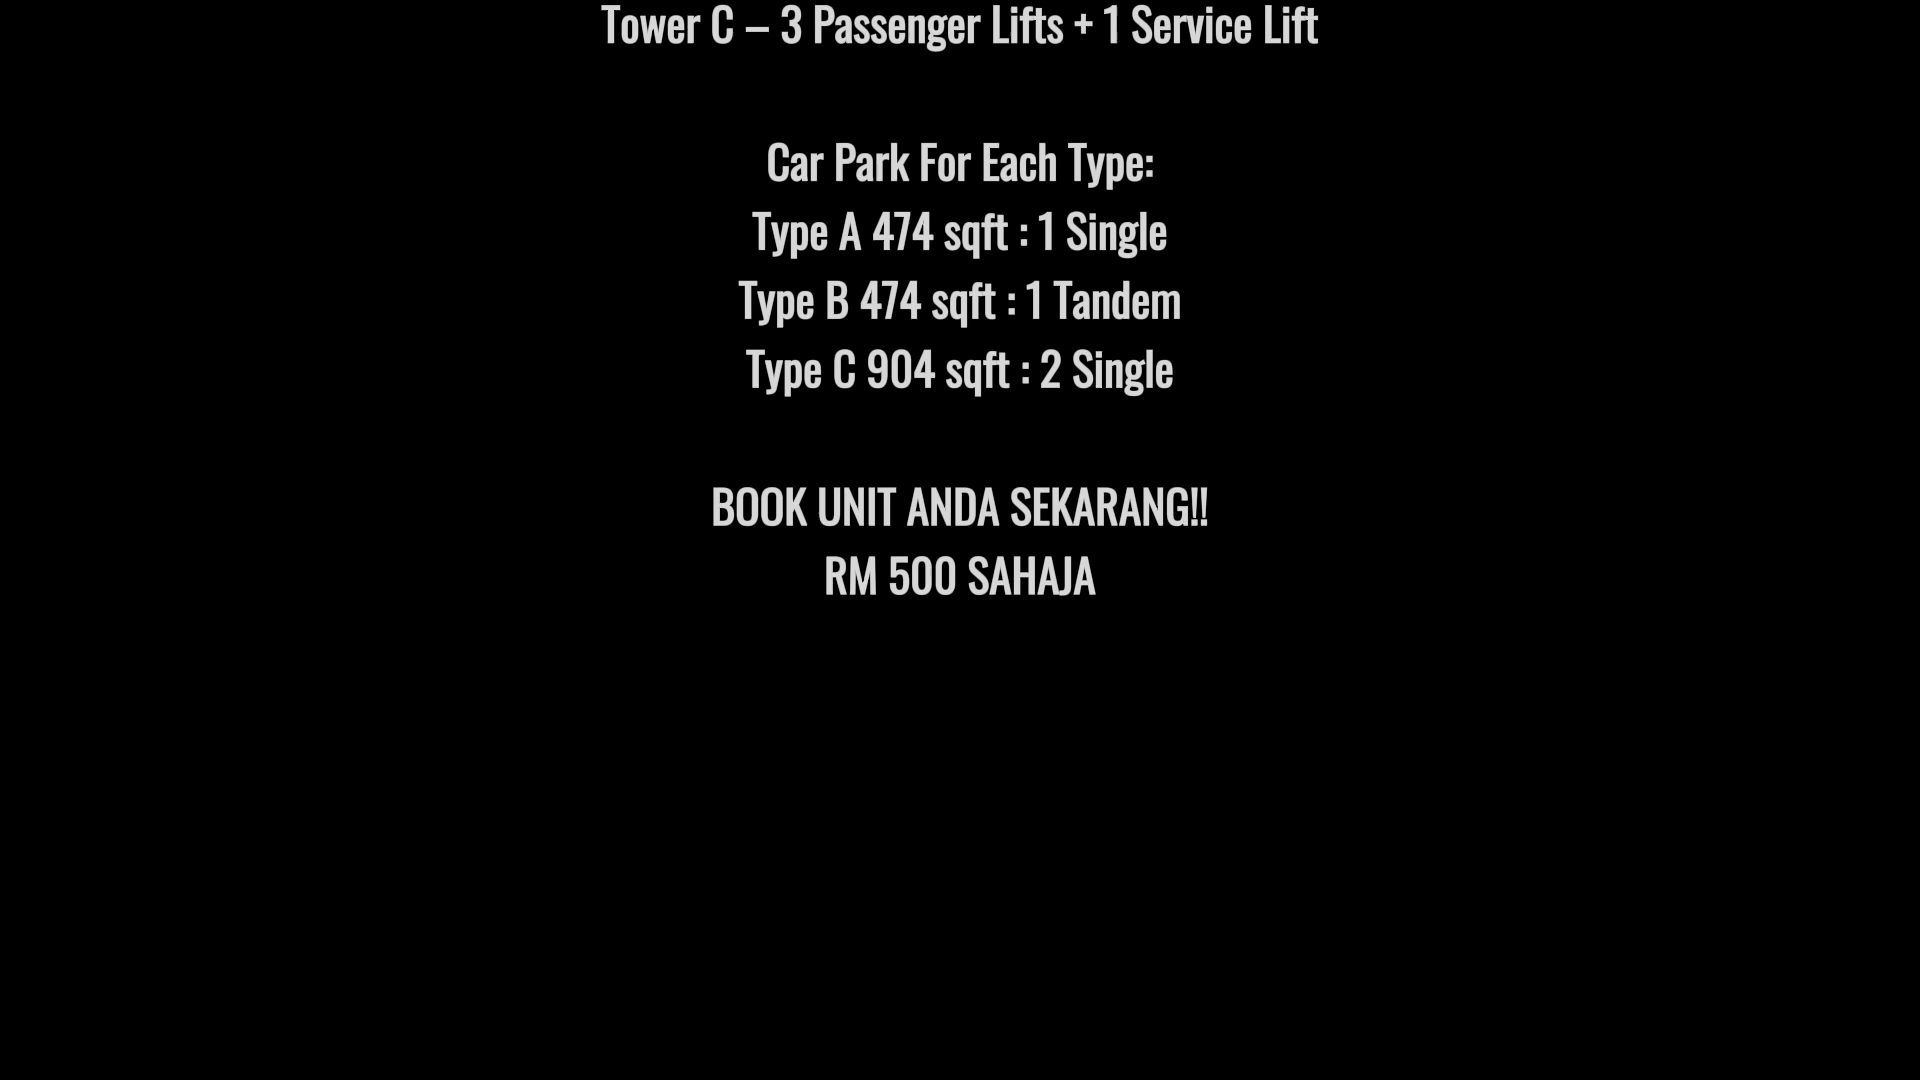 Tower C – 3 Passenger Lifts + 1 Service Lift
Car Park For Each Type:
Type A 474 sqft : 1 Single
Type B 474 sqft : 1 Tandem
Type C 904 sqft : 2 Single
BOOK UNIT ANDA SEKARANG!!
RM 500 SAHAJA